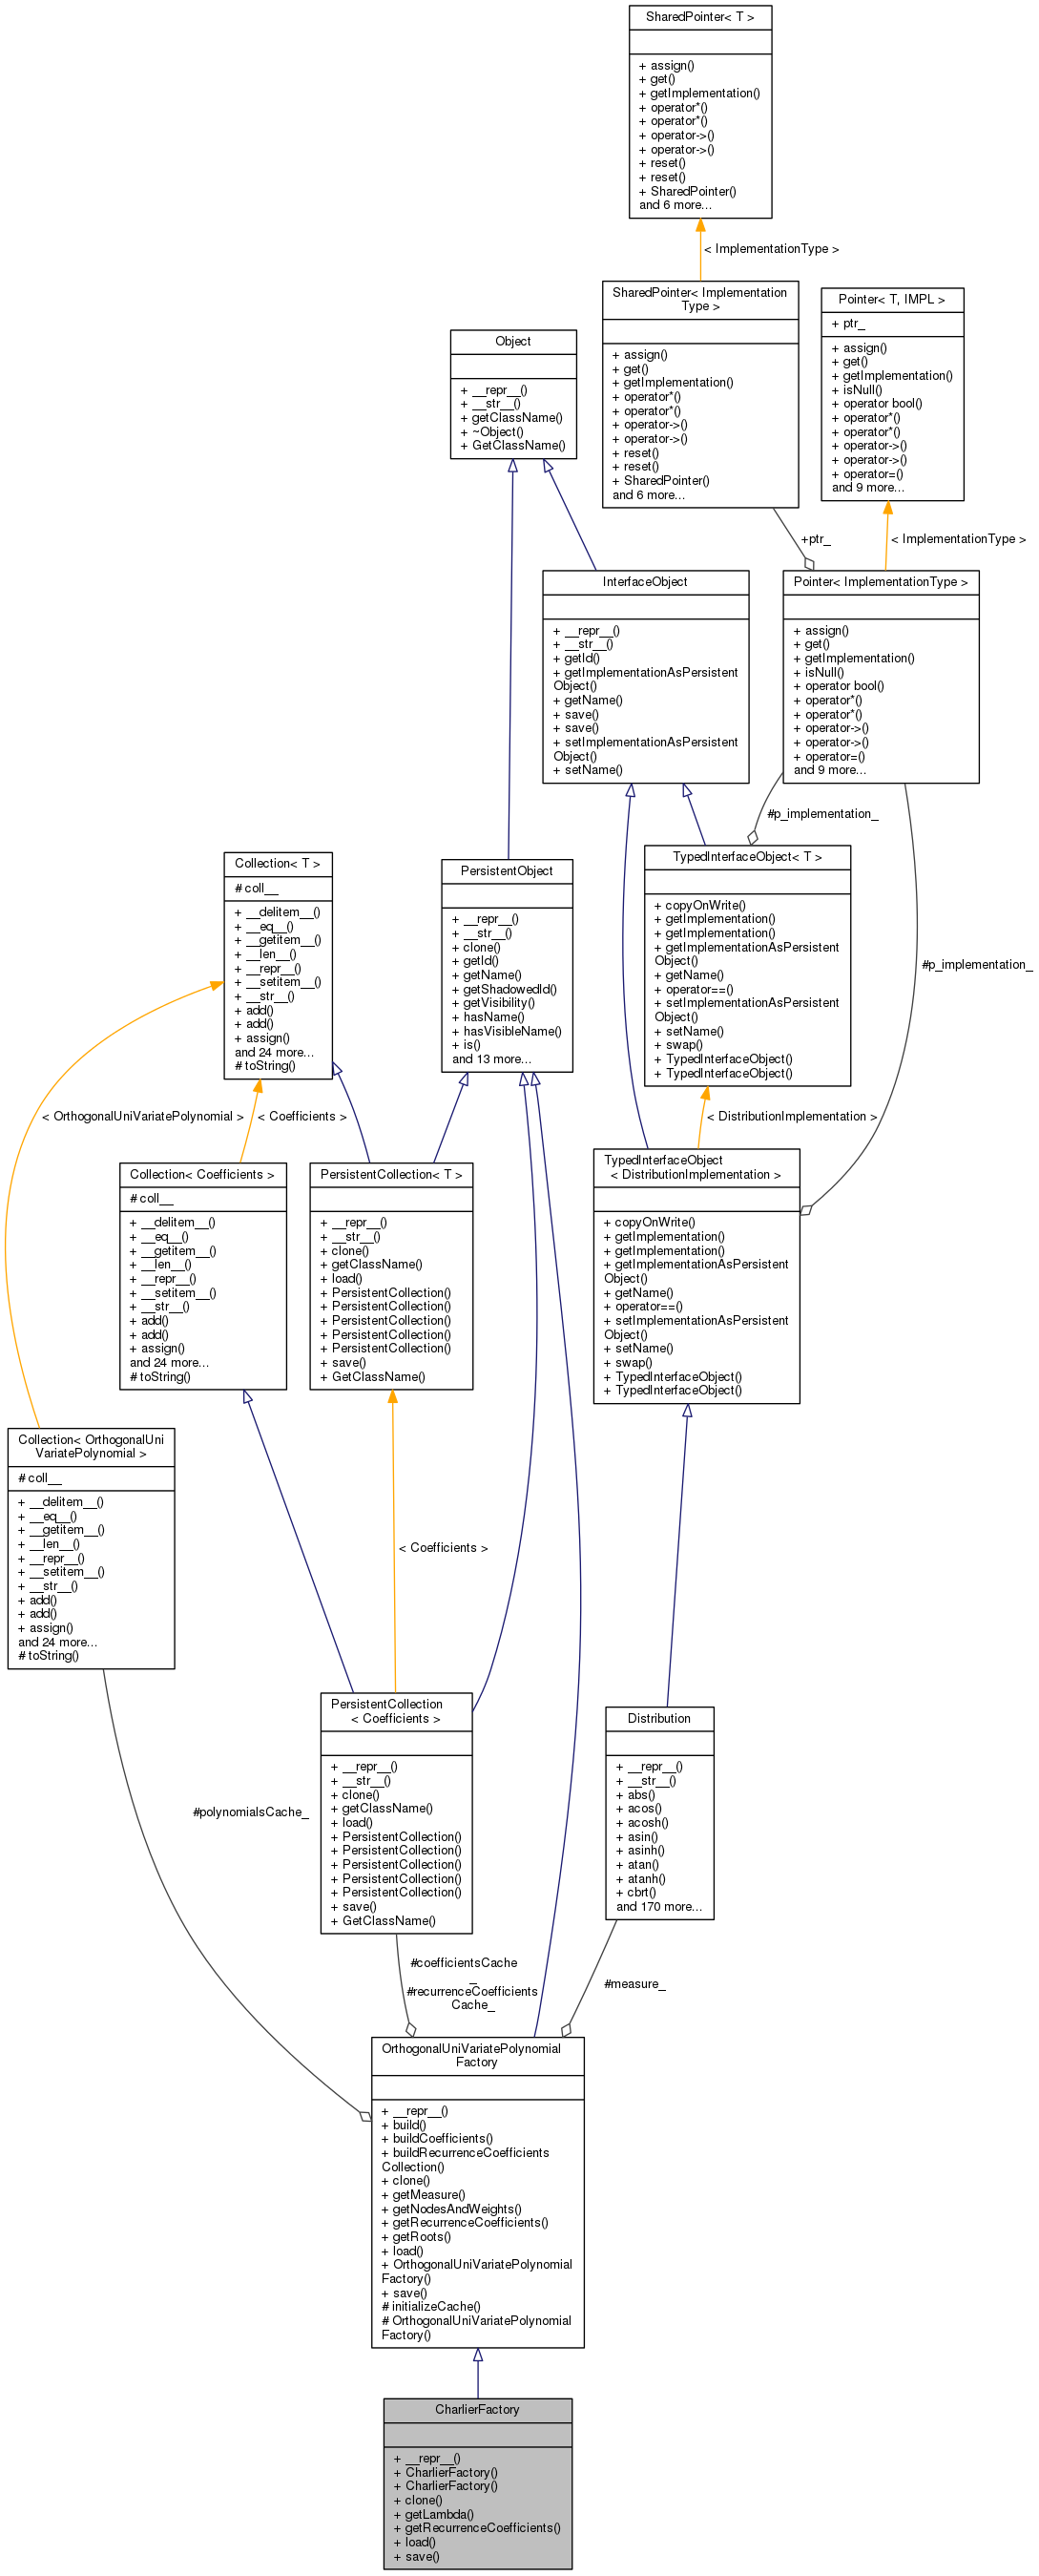 SharedPointer< T >
+ assign()
+ get()
+ getImplementation()
+ operator*()
+ operator*()
+ operator->()
+ operator->()
+ reset()
+ reset()
+ SharedPointer()
and 6 more...
< ImplementationType >
SharedPointer< Implementation
Type >
+ assign()
+ get()
+ getImplementation()
+ operator*()
+ operator*()
+ operator->()
+ operator->()
+ reset()
+ reset()
+ SharedPointer()
and 6 more...
Pointer< T, IMPL >
+ ptr_
+ assign()
+ get()
+ getImplementation()
+ isNull()
+ operator bool()
+ operator*()
+ operator*()
+ operator->()
+ operator->()
+ operator=()
and 9 more...
Object
+ __repr__()
+ __str__()
+ getClassName()
+ ~Object()
+ GetClassName()
+ptr_
< ImplementationType >
InterfaceObject
+ __repr__()
+ __str__()
+ getId()
+ getImplementationAsPersistent
Object()
+ getName()
+ save()
+ save()
+ setImplementationAsPersistent
Object()
+ setName()
Pointer< ImplementationType >
+ assign()
+ get()
+ getImplementation()
+ isNull()
+ operator bool()
+ operator*()
+ operator*()
+ operator->()
+ operator->()
+ operator=()
and 9 more...
#p_implementation_
Collection< T >
# coll__
+ __delitem__()
+ __eq__()
+ __getitem__()
+ __len__()
+ __repr__()
+ __setitem__()
+ __str__()
+ add()
+ add()
+ assign()
and 24 more...
# toString()
PersistentObject
+ __repr__()
+ __str__()
+ clone()
+ getId()
+ getName()
+ getShadowedId()
+ getVisibility()
+ hasName()
+ hasVisibleName()
+ is()
and 13 more...
TypedInterfaceObject< T >
+ copyOnWrite()
+ getImplementation()
+ getImplementation()
+ getImplementationAsPersistent
Object()
+ getName()
+ operator==()
+ setImplementationAsPersistent
Object()
+ setName()
+ swap()
+ TypedInterfaceObject()
+ TypedInterfaceObject()
#p_implementation_
< OrthogonalUniVariatePolynomial >
< Coefficients >
< DistributionImplementation >
Collection< Coefficients >
# coll__
+ __delitem__()
+ __eq__()
+ __getitem__()
+ __len__()
+ __repr__()
+ __setitem__()
+ __str__()
+ add()
+ add()
+ assign()
and 24 more...
# toString()
PersistentCollection< T >
+ __repr__()
+ __str__()
+ clone()
+ getClassName()
+ load()
+ PersistentCollection()
+ PersistentCollection()
+ PersistentCollection()
+ PersistentCollection()
+ PersistentCollection()
+ save()
+ GetClassName()
TypedInterfaceObject
< DistributionImplementation >
+ copyOnWrite()
+ getImplementation()
+ getImplementation()
+ getImplementationAsPersistent
Object()
+ getName()
+ operator==()
+ setImplementationAsPersistent
Object()
+ setName()
+ swap()
+ TypedInterfaceObject()
+ TypedInterfaceObject()
Collection< OrthogonalUni
VariatePolynomial >
# coll__
+ __delitem__()
+ __eq__()
+ __getitem__()
+ __len__()
+ __repr__()
+ __setitem__()
+ __str__()
+ add()
+ add()
+ assign()
and 24 more...
# toString()
< Coefficients >
PersistentCollection
< Coefficients >
+ __repr__()
+ __str__()
+ clone()
+ getClassName()
+ load()
+ PersistentCollection()
+ PersistentCollection()
+ PersistentCollection()
+ PersistentCollection()
+ PersistentCollection()
+ save()
+ GetClassName()
Distribution
+ __repr__()
+ __str__()
+ abs()
+ acos()
+ acosh()
+ asin()
+ asinh()
+ atan()
+ atanh()
+ cbrt()
and 170 more...
#polynomialsCache_
#coefficientsCache
_
#recurrenceCoefficients
Cache_
#measure_
OrthogonalUniVariatePolynomial
Factory
+ __repr__()
+ build()
+ buildCoefficients()
+ buildRecurrenceCoefficients
Collection()
+ clone()
+ getMeasure()
+ getNodesAndWeights()
+ getRecurrenceCoefficients()
+ getRoots()
+ load()
+ OrthogonalUniVariatePolynomial
Factory()
+ save()
# initializeCache()
# OrthogonalUniVariatePolynomial
Factory()
CharlierFactory
+ __repr__()
+ CharlierFactory()
+ CharlierFactory()
+ clone()
+ getLambda()
+ getRecurrenceCoefficients()
+ load()
+ save()